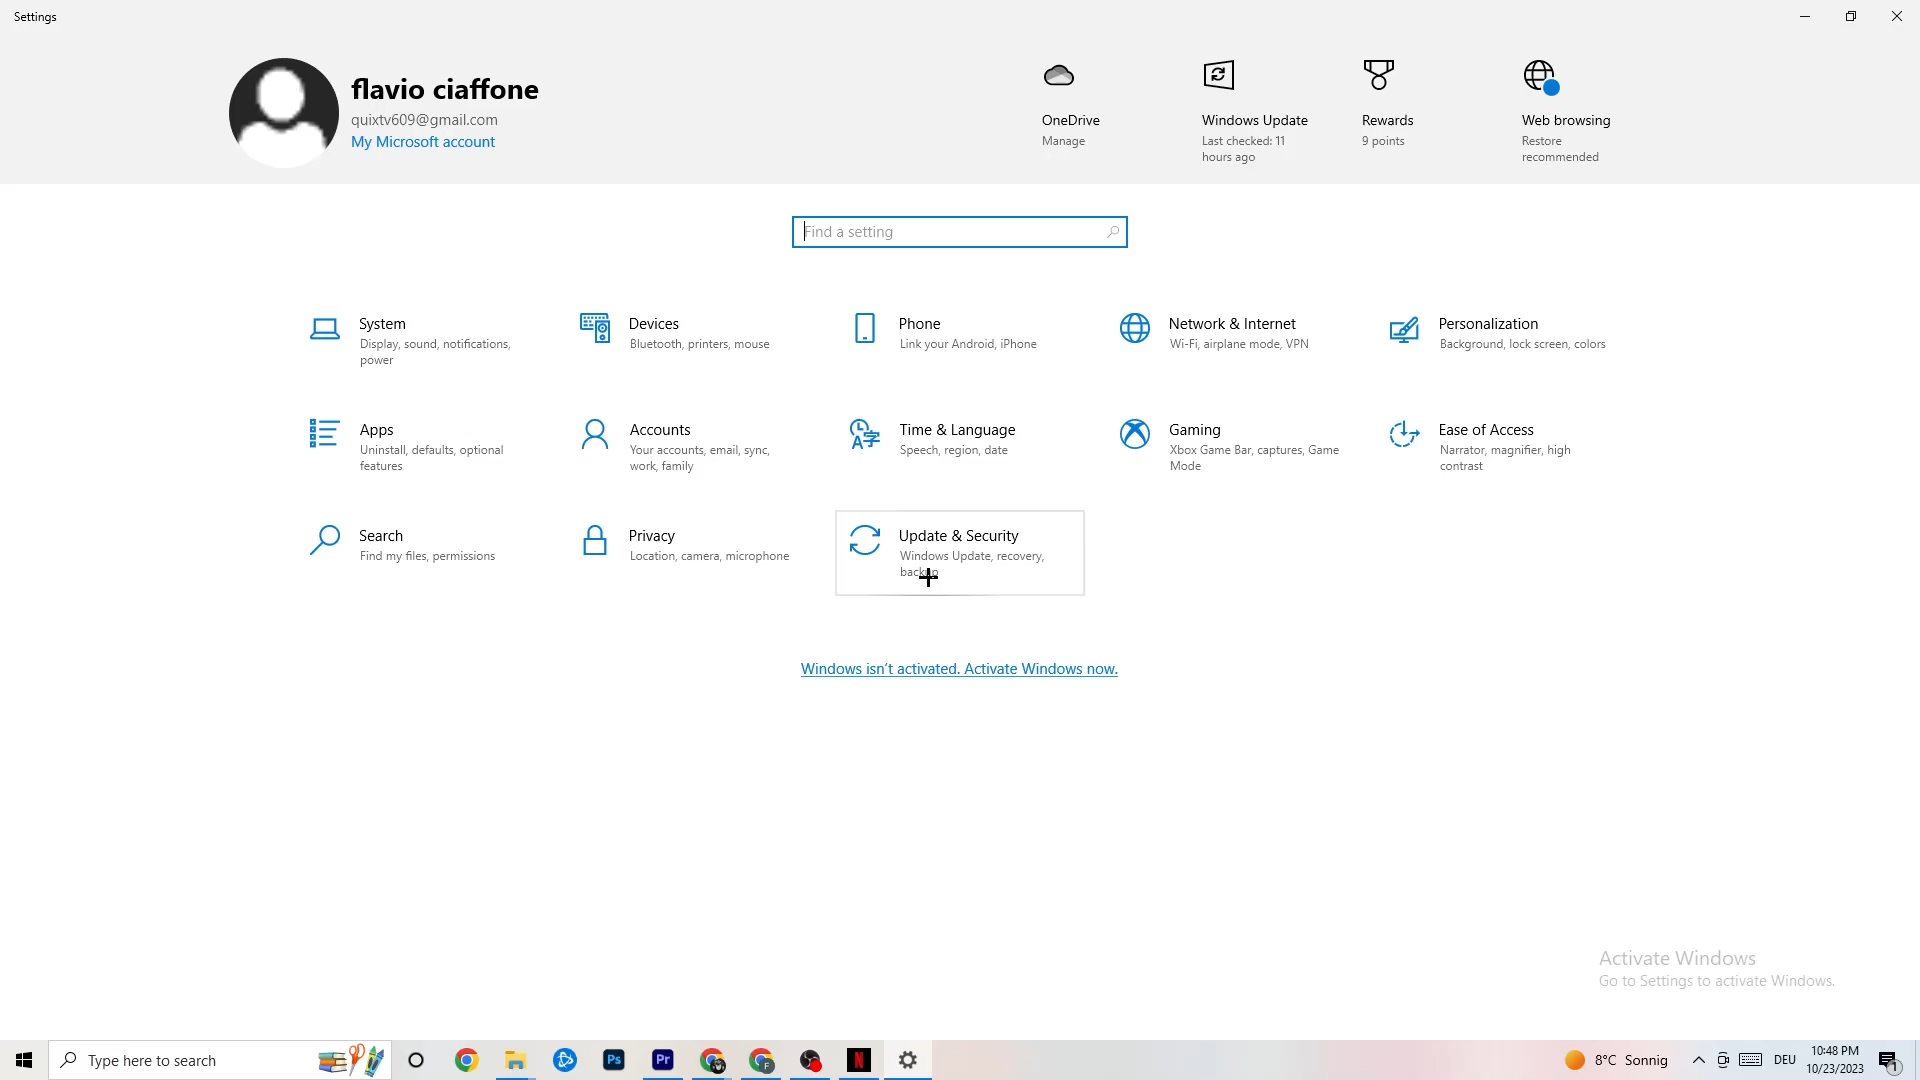 Settings
flavio ciaffone
quixtv609@gmail.com
My Microsoft account
OneDrive
Manage
Windows Update
Last checked: 11
hours ago
Rewards
9 points
Web browsing
Restore
recommended
Find a setting
System
Display, sound, notifications,
power
Devices
Bluetooth, printers, mouse
Phone
Link your Android, iPhone
Network & Internet
Wi-Fi, airplane mode, VPN
Personalization
Background, lock screen, colors
Apps
Uninstall, defaults, optional
features
Accounts
Your accounts, email, sync,
work, family
Time & Language
Speech, region, date
Gaming
Xbox Game Bar, captures, Game
Mode
Ease of Access
Narrator, magnifier, high
contrast
Search
Find my files, permissions
Privacy
Location, camera, microphone
Update & Security
Windows Update, recovery,
backup
Windows isn't activated. Activate Windows now.
Activate Windows
Go to Settings to activate Windows.
Type here to search
Ps
Pr
F
N
8°C Sonnig
DEU
10:48 PM
10/23/2023
1